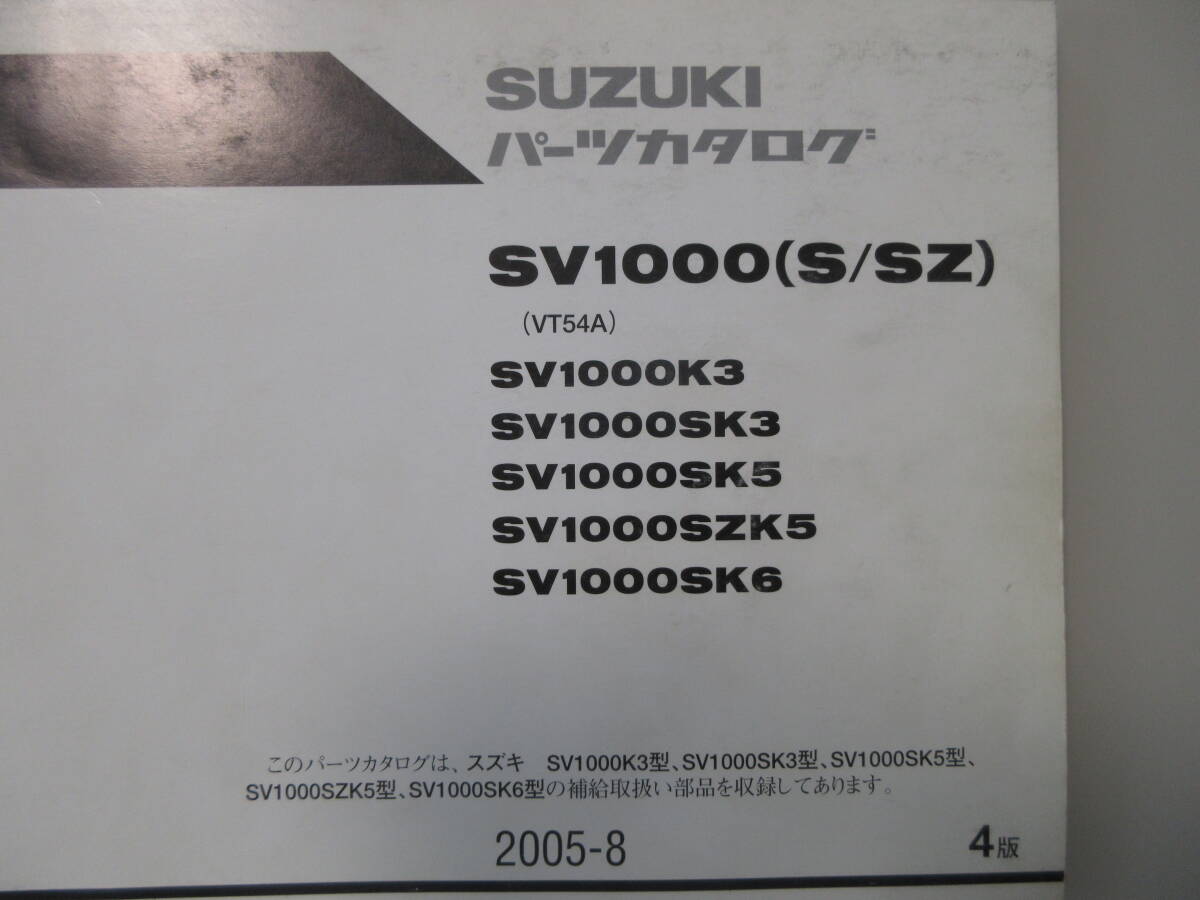 SUZUKI
パーツカタログ
SV1000(S/SZ)
(VT54A)
SV1000K3
SV1000SK3
SV1000SK5
SV1000SZK5
SV1000SK6
このパーツカタログは、スズキ SV1000K3型、SV1000SK3型、SV1000SK5型、
SV1000SZK5型、SV1000SK6型の補給取扱い部品を収録してあります。
2005-8
4版